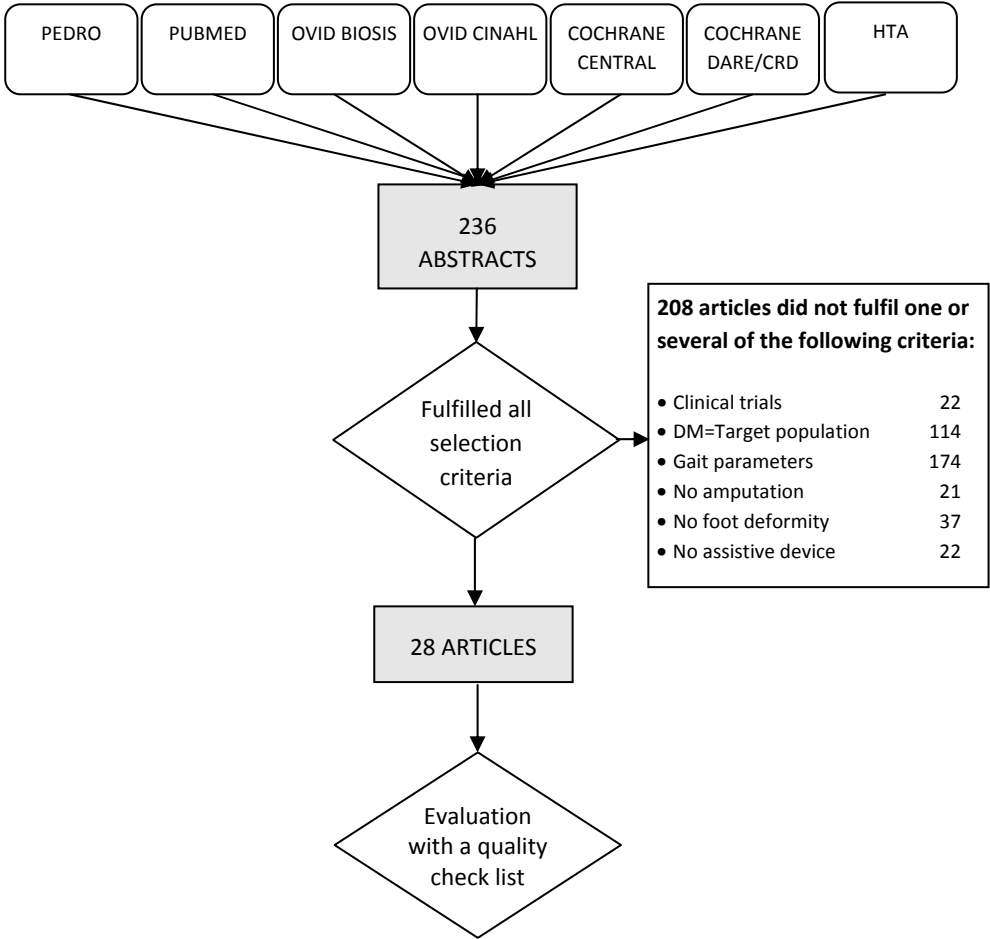 PEDRO
PUBMED
OVID BIOSIS
OVID CINAHL
COCHRANE
CENTRAL
COCHRANE
DARE/CRD
HTA
236
ABSTRACTS
Fulfilled all
selection
criteria
208 articles did not fulfil one or
several of the following criteria:
• Clinical trials 22
• DM=Target population 114
• Gait parameters 174
• No amputation 21
• No foot deformity 37
• No assistive device 22
28 ARTICLES
Evaluation
with a quality
check list